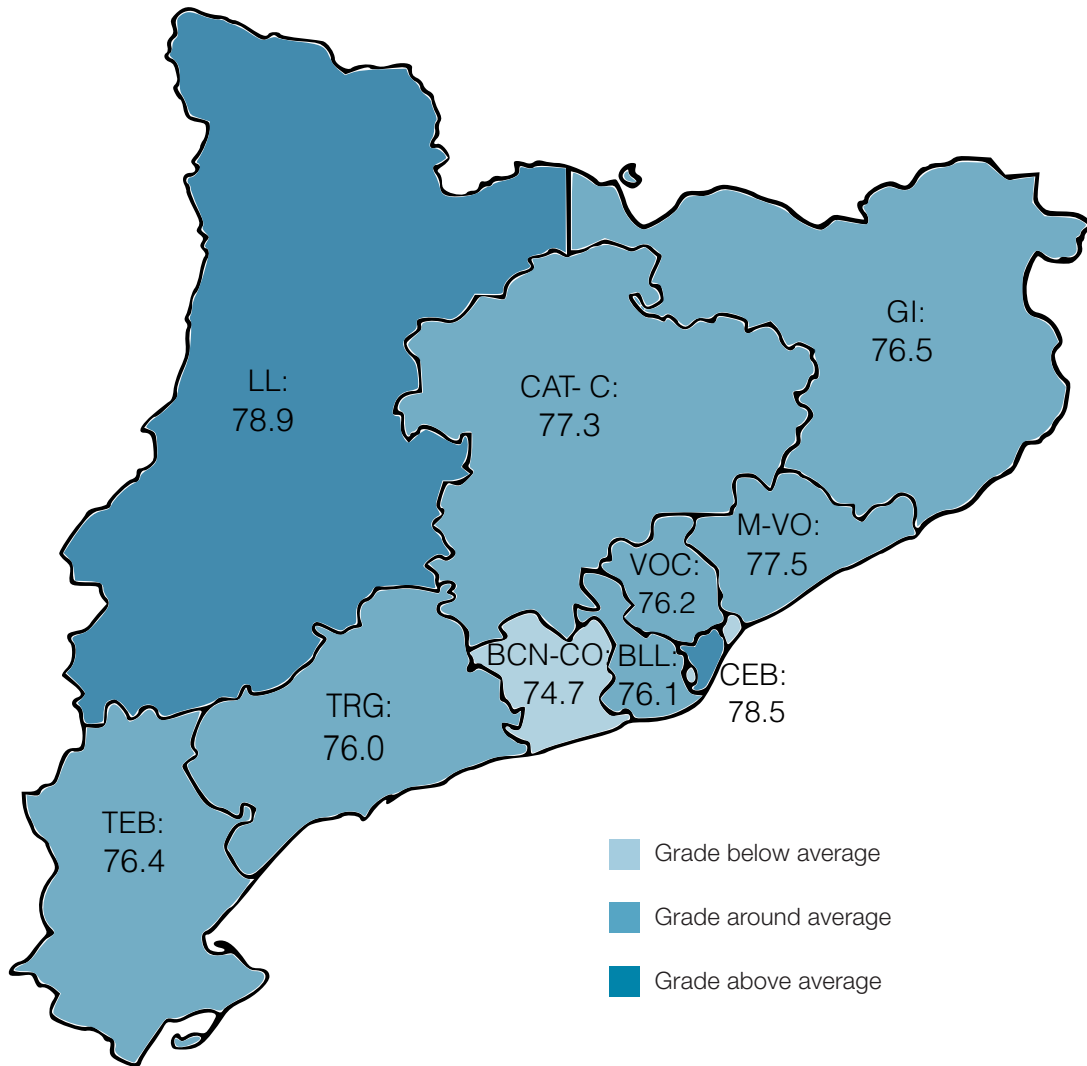 GI:
76.5
LL:
78.9
CAT- C:
77.3
M-VO:
77.5
VOC:
76.2
BCN-CO:
74.7
BLL:
76.1
CEB:
78.5
TRG:
76.0
TEB:
76.4
Grade below average
Grade around average
Grade above average